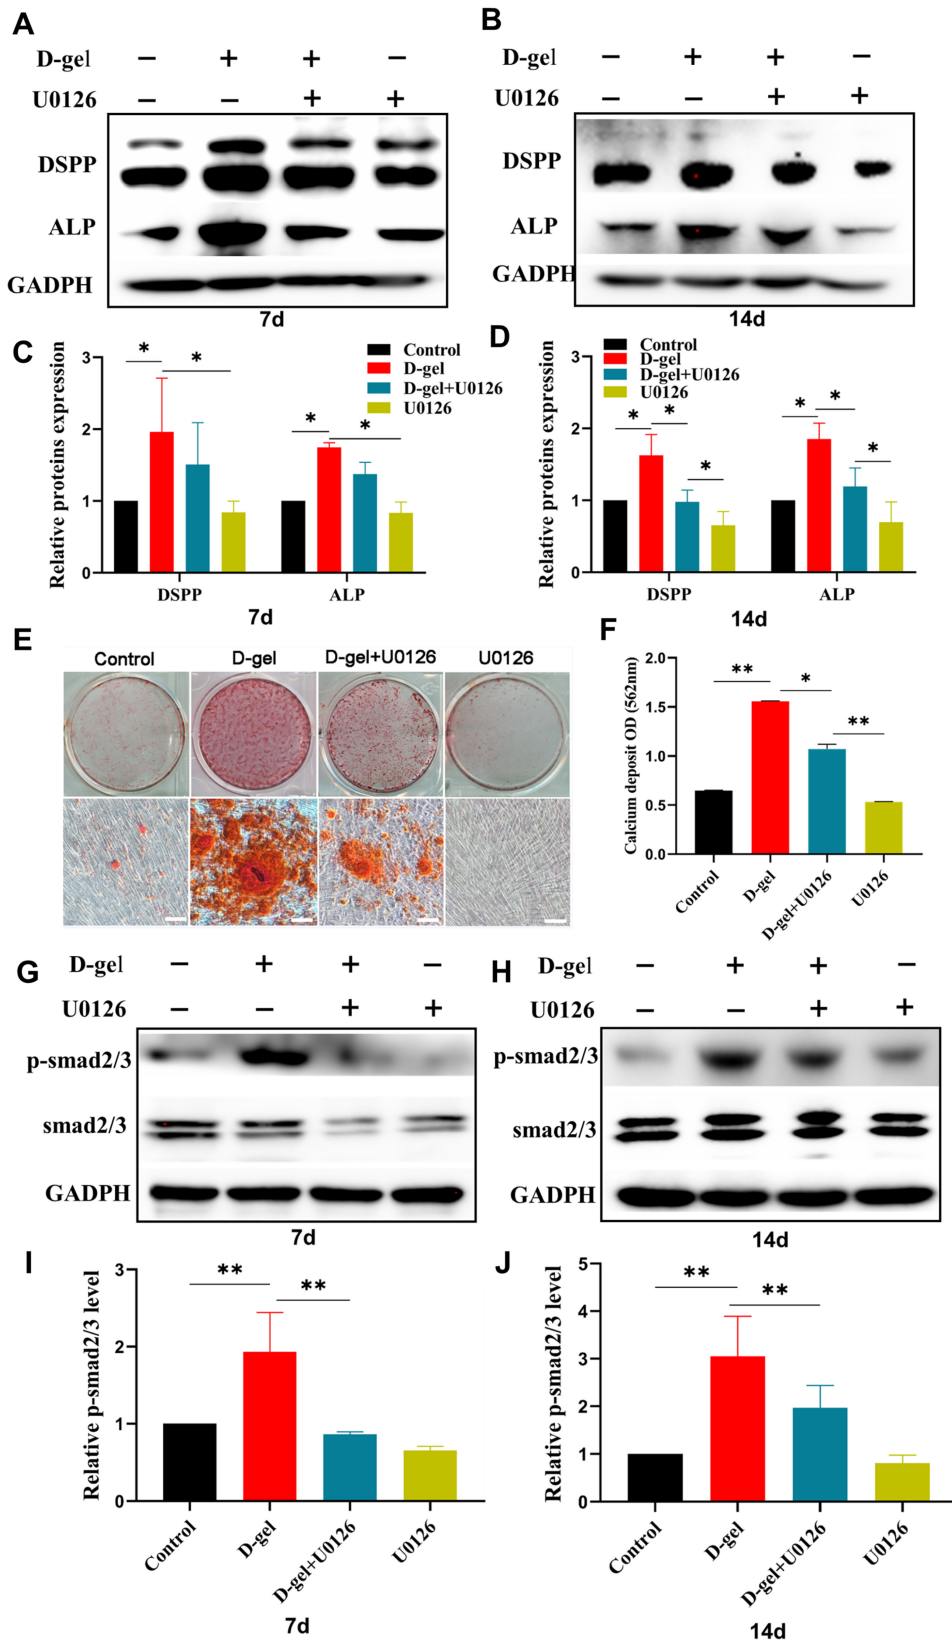 A
D-gel − + + −
U0126 − − + +
DSPP
ALP
GADPH
7d
B
D-gel − + + −
U0126 − − + +
DSPP
ALP
GADPH
14d
C
Relative proteins expression
3
2
1
0
* *
* *
Control
D-gel
D-gel+U0126
U0126
DSPP ALP
7d
D
Relative proteins expression
3
2
1
0
Control
D-gel
D-gel+U0126
U0126
* * *
* * *
DSPP ALP
14d
E
Control D-gel D-gel+U0126 U0126
F
Calcium deposit OD (562nm)
2.0
1.5
1.0
0.5
0.0
** * **
Control D-gel D-gel+U0126 U0126
G
D-gel − + + −
U0126 − − + +
p-smad2/3
smad2/3
GADPH
7d
H
D-gel − + + −
U0126 − − + +
p-smad2/3
smad2/3
GADPH
14d
I
Relative p-smad2/3 level
3
2
1
0
** **
Control D-gel D-gel+U0126 U0126
7d
J
Relative p-smad2/3 level
5
4
3
2
1
0
** **
Control D-gel D-gel+U0126 U0126
14d